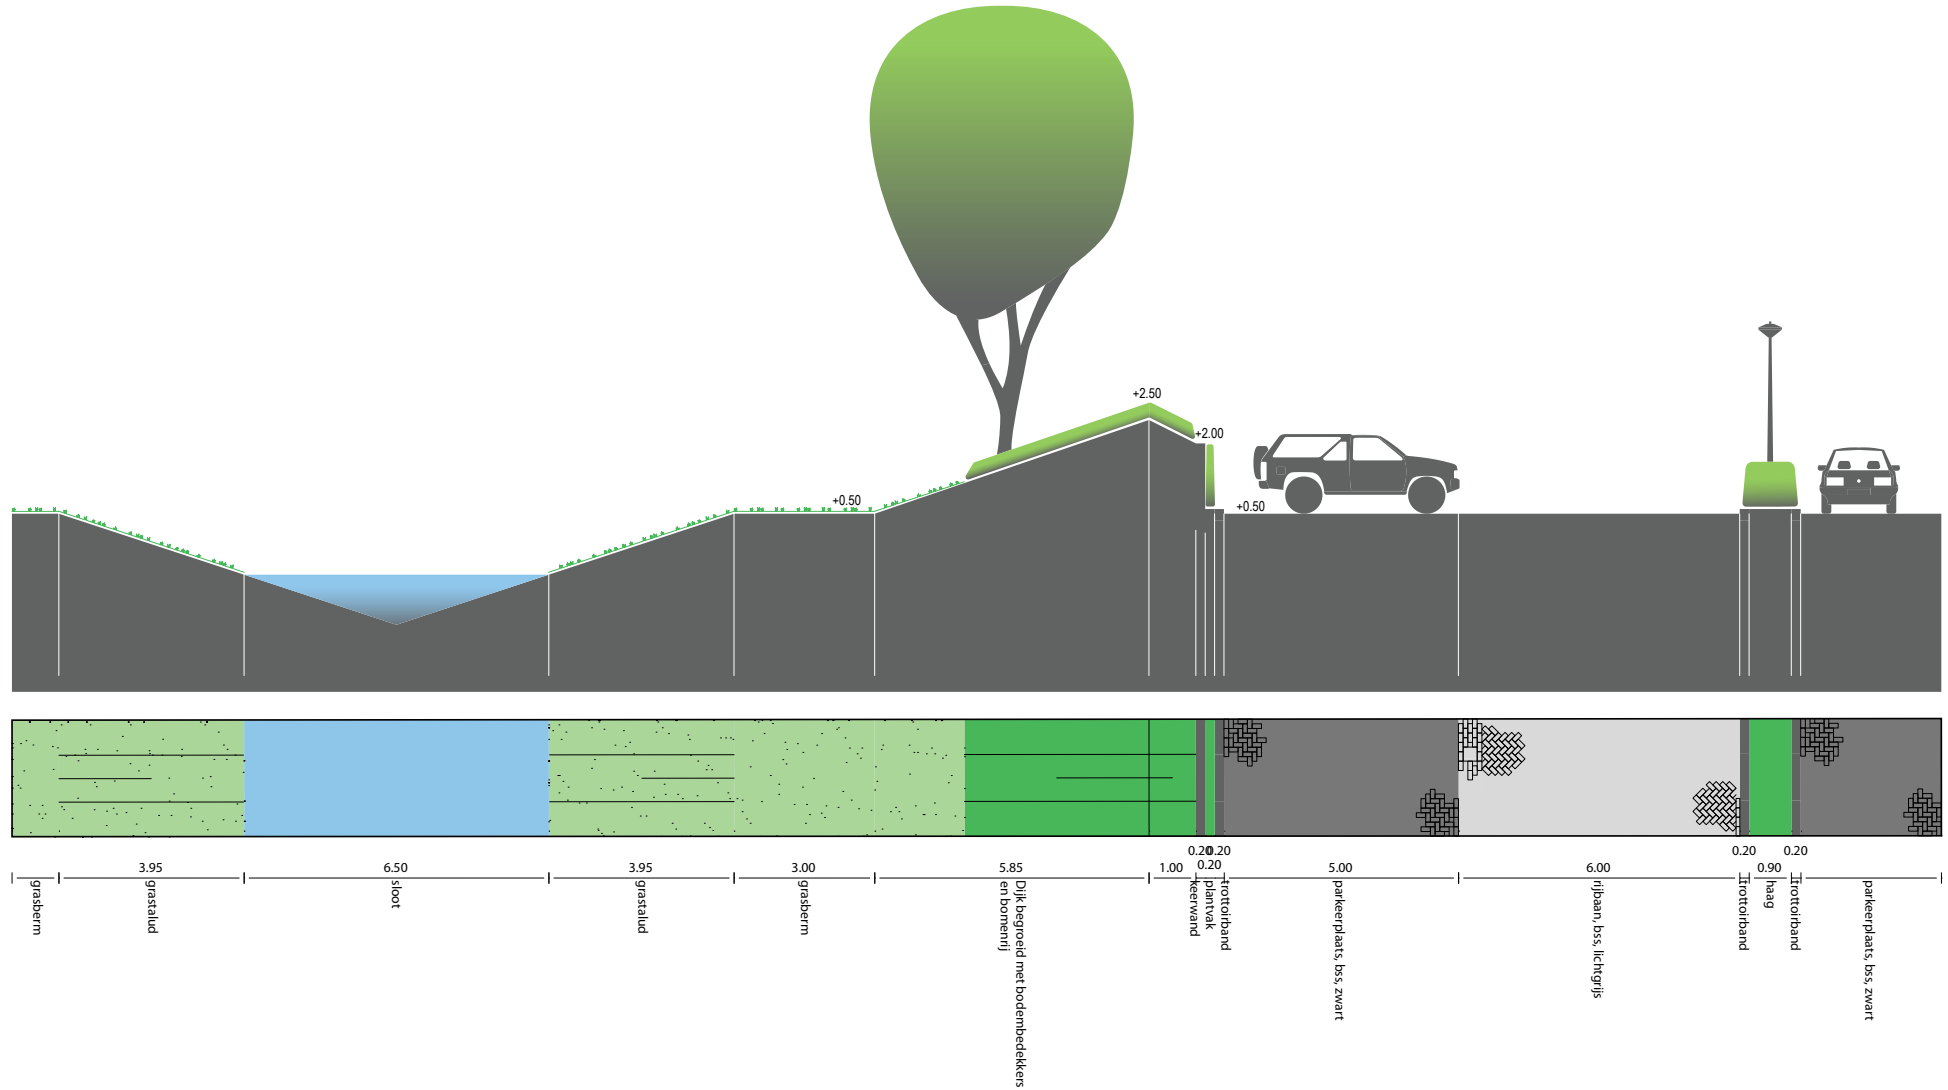 +2.50
+2.00
+0.50
+0.50
0.20
0.20
0.20
0.20
0.20
3.95
6.50
3.95
3.00
5.85
1.00
5.00
6.00
0.90
grasberm
grastalud
sloot
grastalud
grasberm
Dijk begroeid met bodembedekkers
en bomenrij
keerwand
plantvak
trottoirband
parkeerplaats, bss, zwart
rijbaan, bss, lichtgrijs
trottoirband
haag
trottoirband
parkeerplaats, bss, zwart